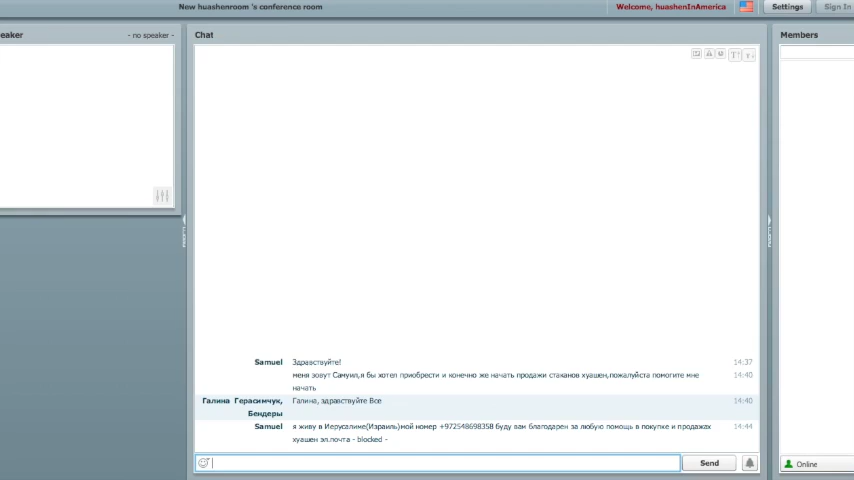 New huashenroom 's conference room
Welcome, huashenInAmerica
Settings
Sign In
eaker
- no speaker -
Chat
Members
Samuel Здравствуйте! 14:37
меня зовут Самуил,я бы хотел приобрести и конечно же начать продажи стаканов хуашен,пожалуйста помогите мне 14:40
начать
Галина Герасимчук, Галина, здравствуйте Все 14:40
Бендеры
Samuel я живу в Иерусалиме(Израиль)мой номер +972548698358 буду вам благодарен за любую помощь в покупке и продажах 14:44
хуашен эл.почта - blocked -
Send
Online